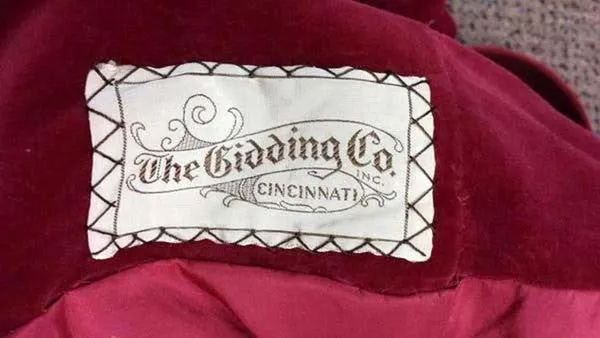 The Gidding Co.
INC.
CINCINNATI